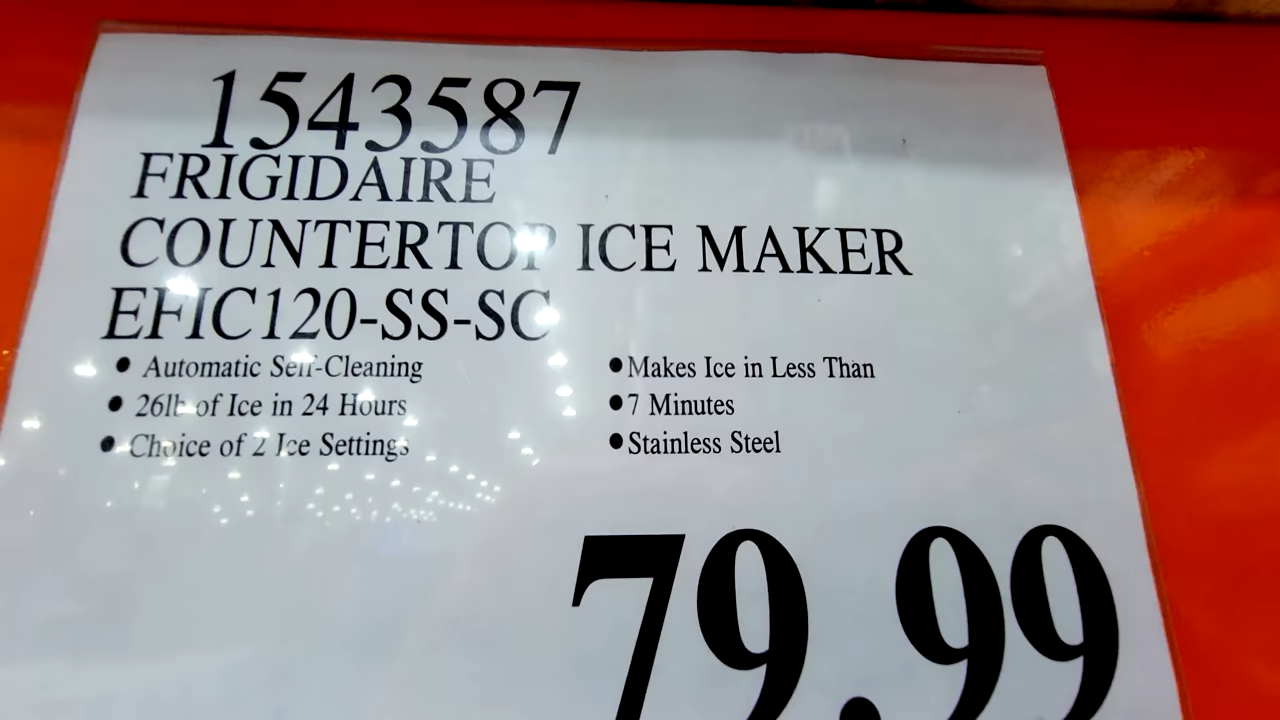 1543587
FRIGIDAIRE
COUNTERTOP ICE MAKER
EFIC120-SS-SC
● Automatic Self-Cleaning
● 26lb of Ice in 24 Hours
● Choice of 2 Ice Settings
● Makes Ice in Less Than
● 7 Minutes
● Stainless Steel
79.99